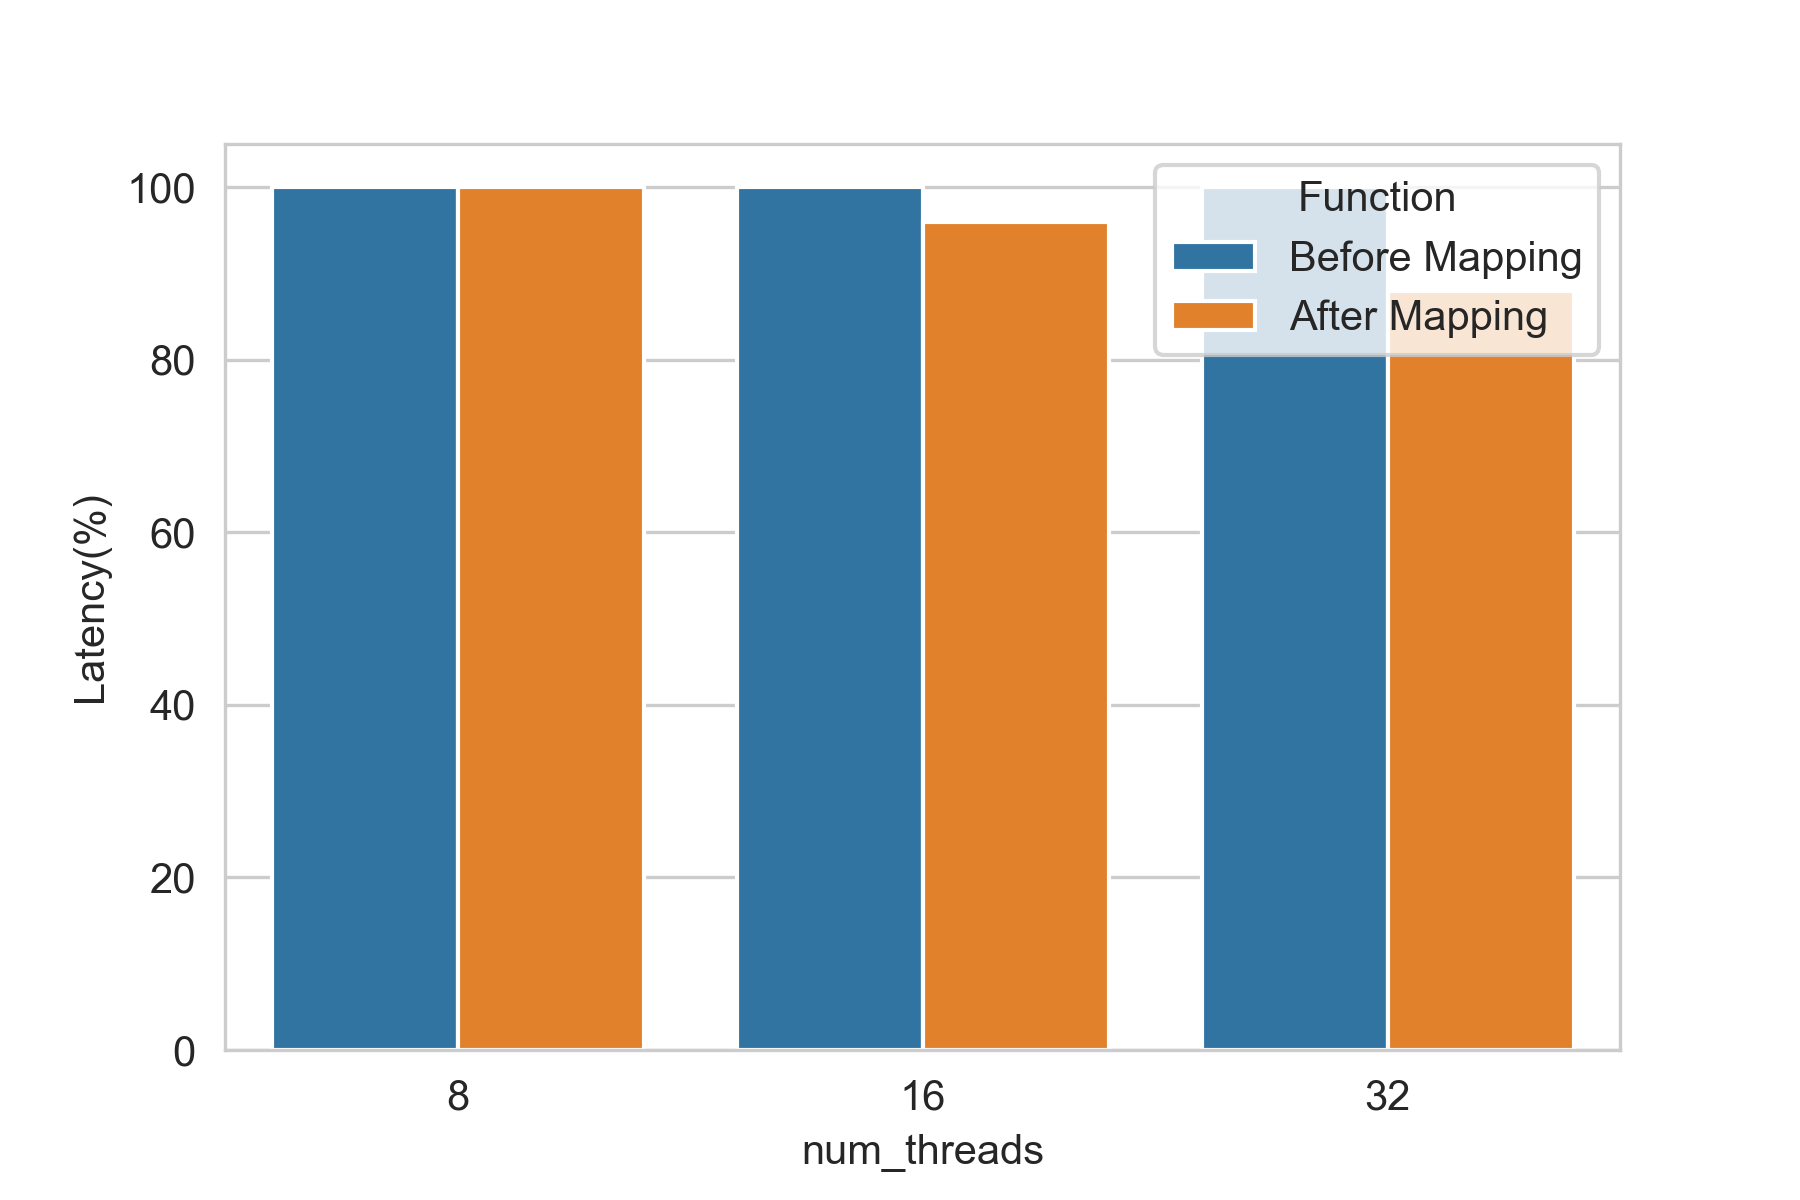 Function
Before Mapping
After Mapping
Latency(%)
100
80
60
40
20
0
8
16
32
num_threads